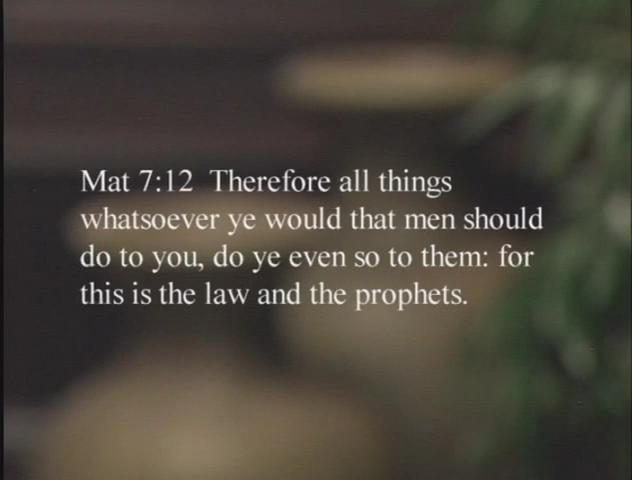 Mat 7:12  Therefore all things
whatsoever ye would that men should
do to you, do ye even so to them: for
this is the law and the prophets.